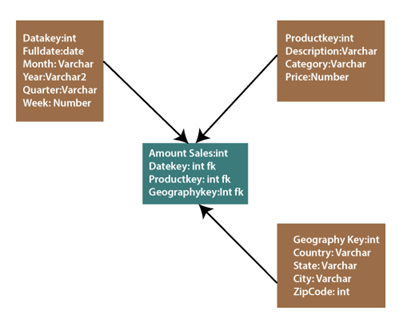 Datakey:int
Fulldate:date
Month: Varchar
Year:Varchar2
Quarter:Varchar
Week: Number
Productkey:int
Description:Varchar
Category:Varchar
Price:Number
Amount Sales:int
Datekey: int fk
Productkey: int fk
Geographykey:Int fk
Geography Key:int
Country: Varchar
State: Varchar
City: Varchar
ZipCode: int